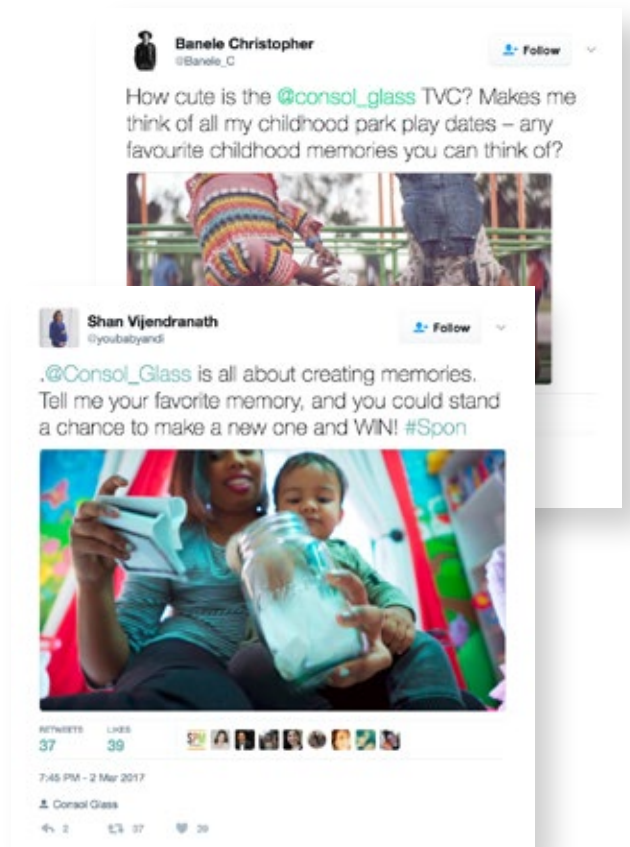 Banele Christopher
@Banele_C
Follow
How cute is the @consol_glass TVC? Makes me
think of all my childhood park play dates – any
favourite childhood memories you can think of?
Shan Vijendranath
@youbabyandi
Follow
.@Consol_Glass is all about creating memories.
Tell me your favorite memory, and you could stand
a chance to make a new one and WIN! #Spon
RETWEETS LIKES
37 39
7:45 PM - 2 Mar 2017
Consol Glass
2 37 39